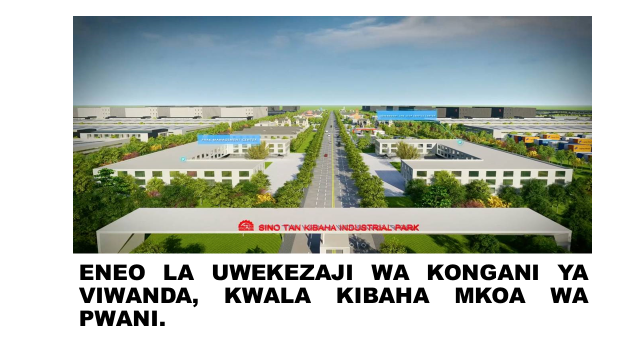 SINO TAN KIBAHA INDUSTRIAL PARK
ENEO LA UWEKEZAJI WA KONGANI YA
VIWANDA, KWALA KIBAHA MKOA WA
PWANI.